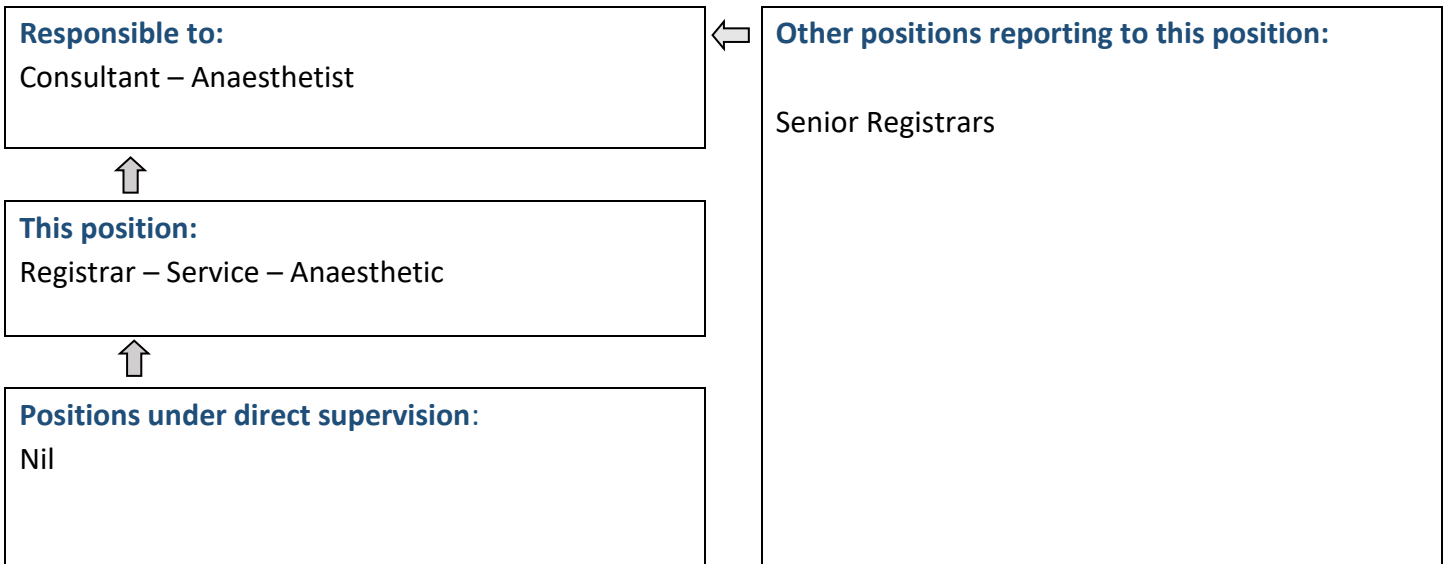 Responsible to:
Consultant – Anaesthetist
Other positions reporting to this position:
Senior Registrars
This position:
Registrar – Service – Anaesthetic
Positions under direct supervision:
Nil